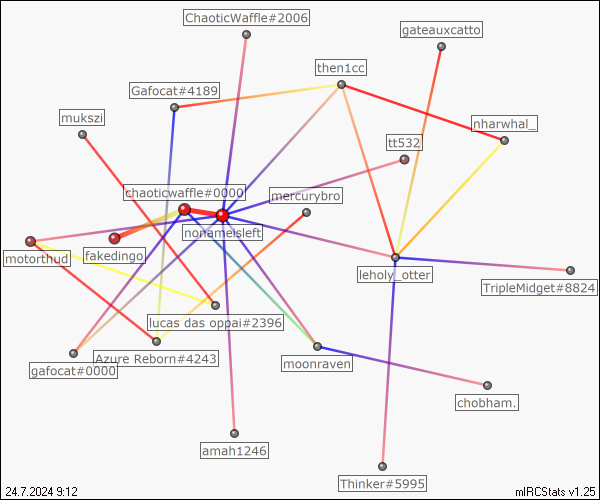 ChaoticWaffle#2006
gateauxcatto
then1cc
Gafocat#4189
mukszi
nharwhal_
tt532
chaoticwaffle#0000
mercurybro
nonameisleft
motorthud
fakedingo
leholy_otter
TripleMidget#8824
lucas das oppai#2396
Azure Reborn#4243
gafocat#0000
moonraven
chobham.
amah1246
Thinker#5995
24.7.2024 9:12
mIRCStats v1.25